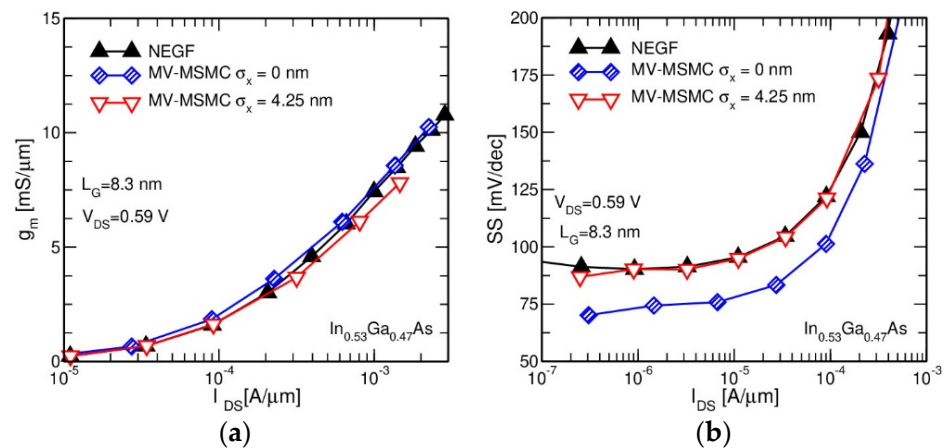 15
10
5
0
g_m [mS/μm]
NEGF
MV-MSMC σ_x = 0 nm
MV-MSMC σ_x = 4.25 nm
L_G=8.3 nm
V_DS=0.59 V
In_0.53Ga_0.47As
10^-5 10^-4 10^-3
I_DS[A/μm]
(a)
200
175
150
125
100
75
50
SS [mV/dec]
NEGF
MV-MSMC σ_x = 0 nm
MV-MSMC σ_x = 4.25 nm
V_DS=0.59 V
L_G=8.3 nm
In_0.53Ga_0.47As
10^-7 10^-6 10^-5 10^-4 10^-3
I_DS[A/μm]
(b)